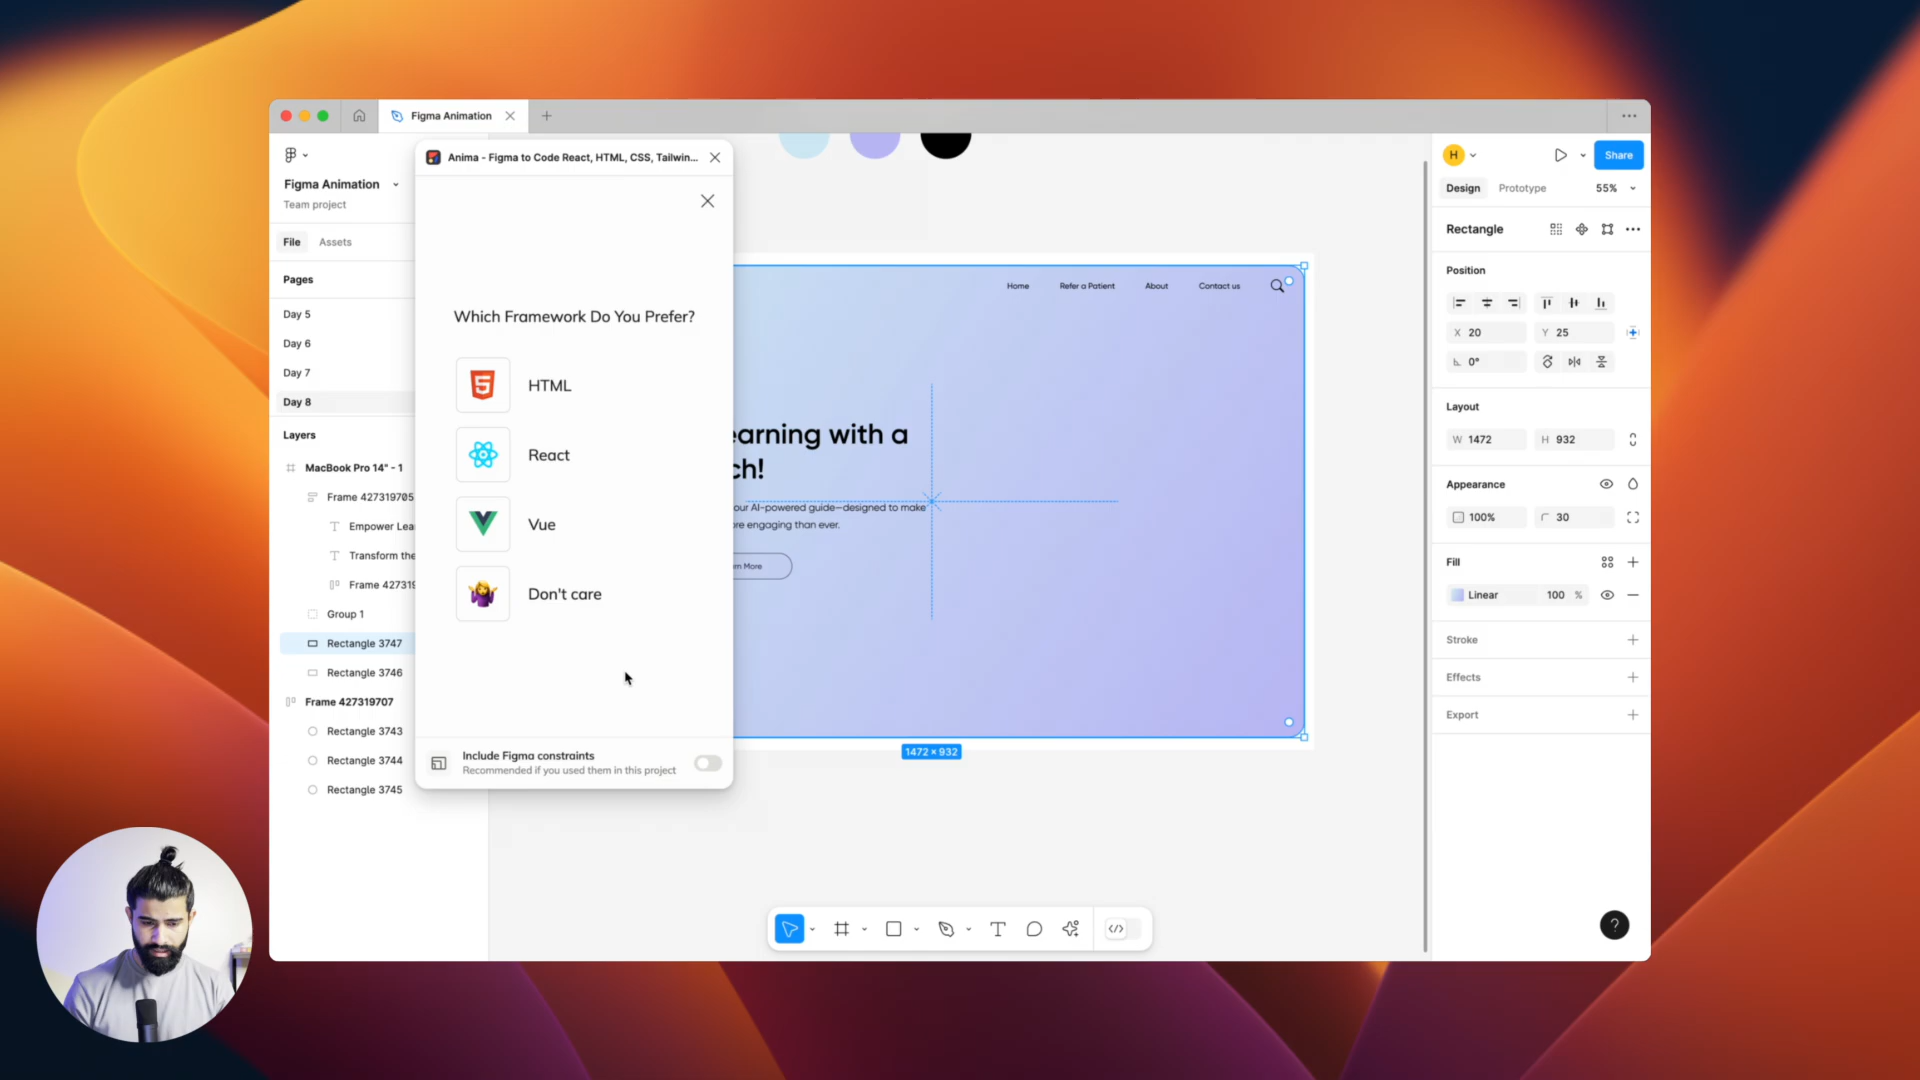 Figma Animation
Figma Animation
Team project
File Assets
Pages
Day 5
Day 6
Day 7
Day 8
Layers
MacBook Pro 14" - 1
Frame 427319705
Empower Lea
Transform the
Frame 42731
Group 1
Rectangle 3747
Rectangle 3746
Frame 427319707
Rectangle 3743
Rectangle 3744
Rectangle 3745
Anima - Figma to Code React, HTML, CSS, Tailwin...
Which Framework Do You Prefer?
HTML
React
Vue
Don't care
Include Figma constraints
Recommended if you used them in this project
Home Refer a Patient About Contact us
earning with a
ch!
our AI-powered guide—designed to make
re engaging than ever.
rn More
1472 × 932
H
Share
Design Prototype 55%
Rectangle
Position
X 20 Y 25
0°
Layout
W 1472 H 932
Appearance
100% 30
Fill
Linear 100 %
Stroke
Effects
Export
?